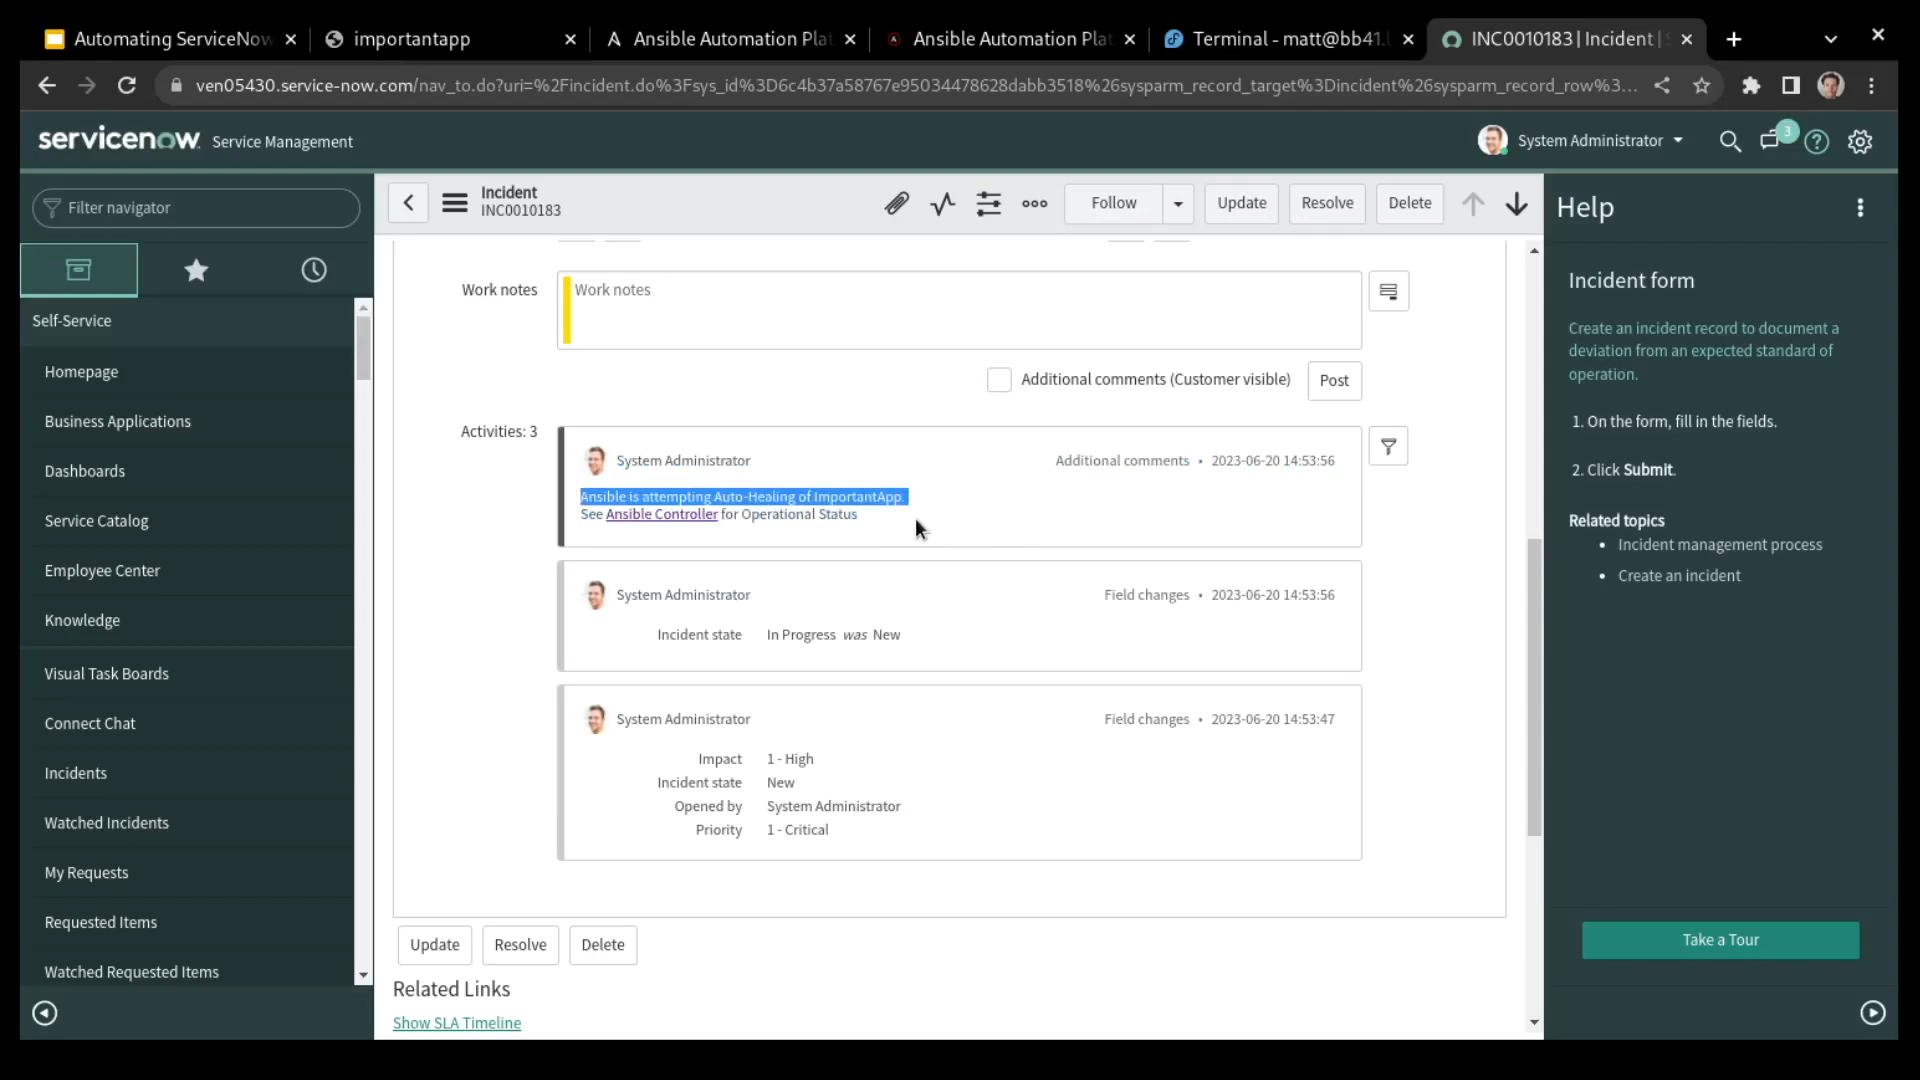 Automating ServiceNow
importantapp
Ansible Automation Plat
Ansible Automation Plat
Terminal - matt@bb41.l
INC0010183 | Incident | S
ven05430.service-now.com/nav_to.do?uri=%2Fincident.do%3Fsys_id%3D6c4b37a58767e95034478628dabb3518%26sysparm_record_target%3Dincident%26sysparm_record_row%3...
servicenow Service Management
System Administrator
3
Filter navigator
Self-Service
Homepage
Business Applications
Dashboards
Service Catalog
Employee Center
Knowledge
Visual Task Boards
Connect Chat
Incidents
Watched Incidents
My Requests
Requested Items
Watched Requested Items
Incident
INC0010183
Follow
Update
Resolve
Delete
Work notes
Work notes
Additional comments (Customer visible)
Post
Activities: 3
System Administrator
Additional comments • 2023-06-20 14:53:56
Ansible is attempting Auto-Healing of ImportantApp.
See Ansible Controller for Operational Status
System Administrator
Field changes • 2023-06-20 14:53:56
Incident state In Progress was New
System Administrator
Field changes • 2023-06-20 14:53:47
Impact 1 - High
Incident state New
Opened by System Administrator
Priority 1 - Critical
Update
Resolve
Delete
Related Links
Show SLA Timeline
Help
Incident form
Create an incident record to document a
deviation from an expected standard of
operation.
1. On the form, fill in the fields.
2. Click Submit.
Related topics
• Incident management process
• Create an incident
Take a Tour